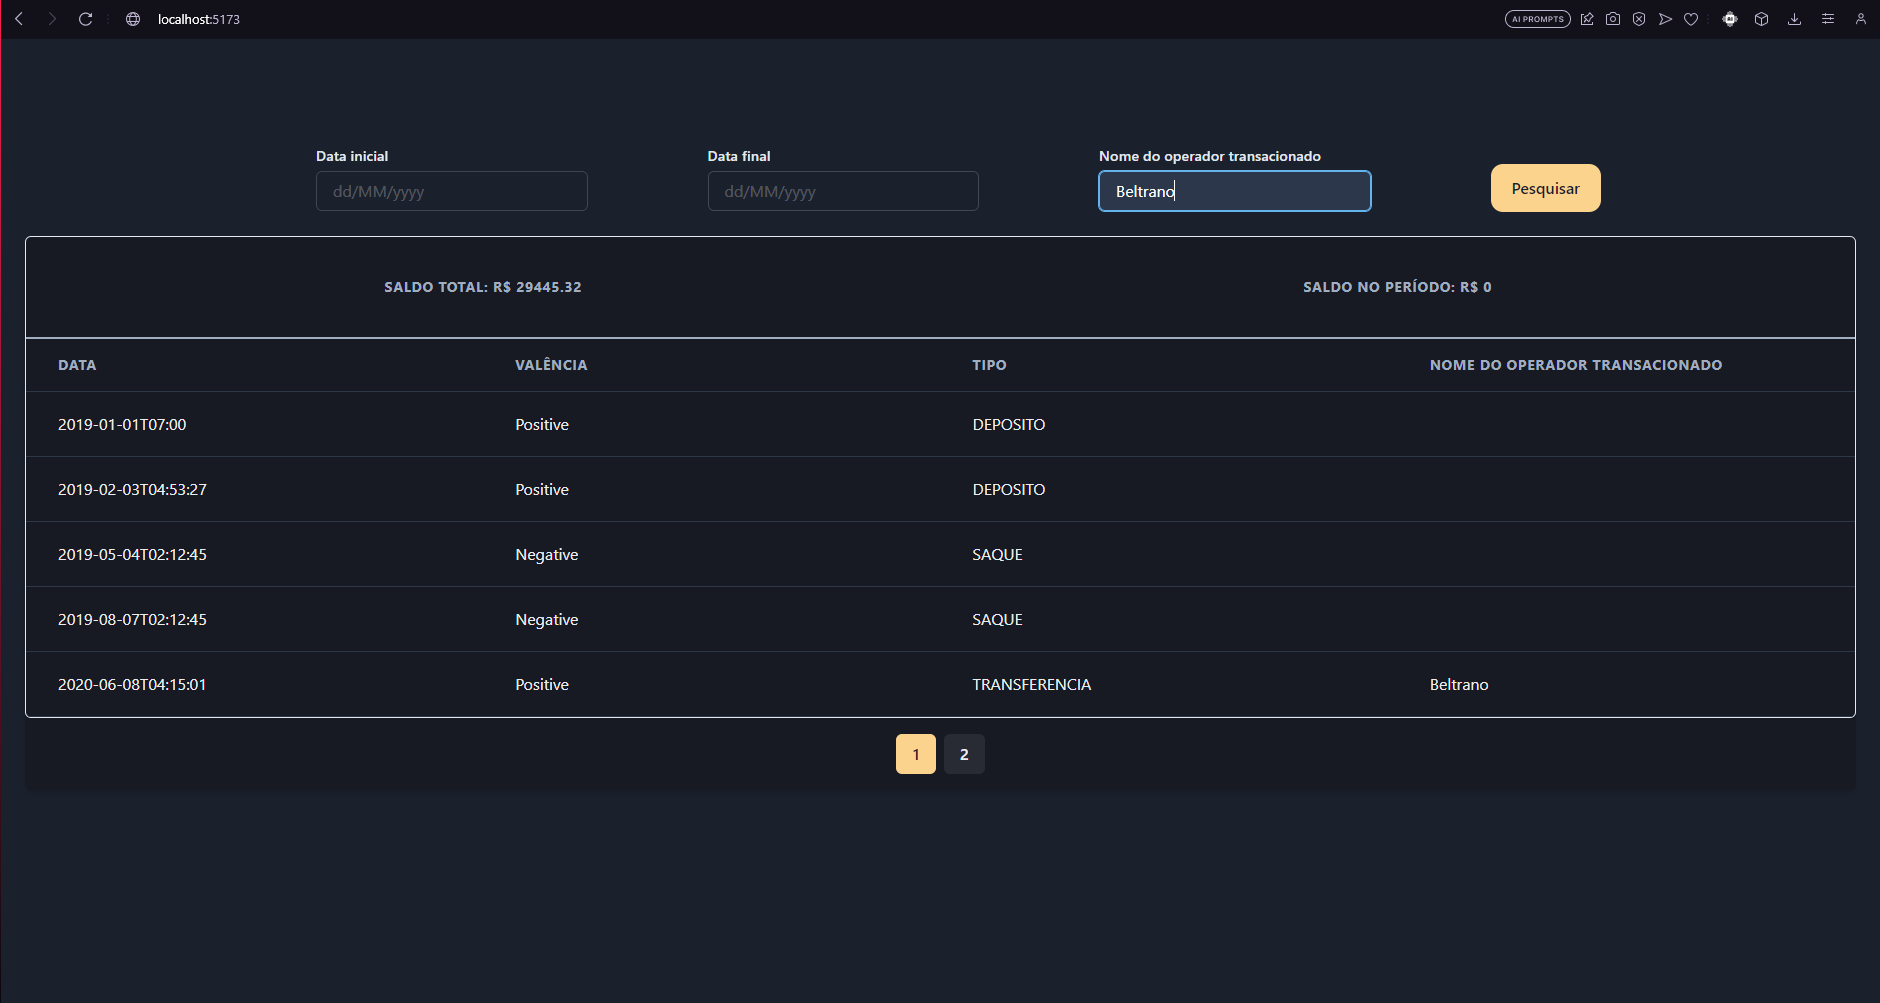 localhost:5173
AI PROMPTS
Data inicial
Data final
Nome do operador transacionado
dd/MM/yyyy
dd/MM/yyyy
Beltrano
Pesquisar
SALDO TOTAL: R$ 29445.32
SALDO NO PERÍODO: R$ 0
DATA VALÊNCIA TIPO NOME DO OPERADOR TRANSACIONADO
2019-01-01T07:00 Positive DEPOSITO
2019-02-03T04:53:27 Positive DEPOSITO
2019-05-04T02:12:45 Negative SAQUE
2019-08-07T02:12:45 Negative SAQUE
2020-06-08T04:15:01 Positive TRANSFERENCIA Beltrano
1 2